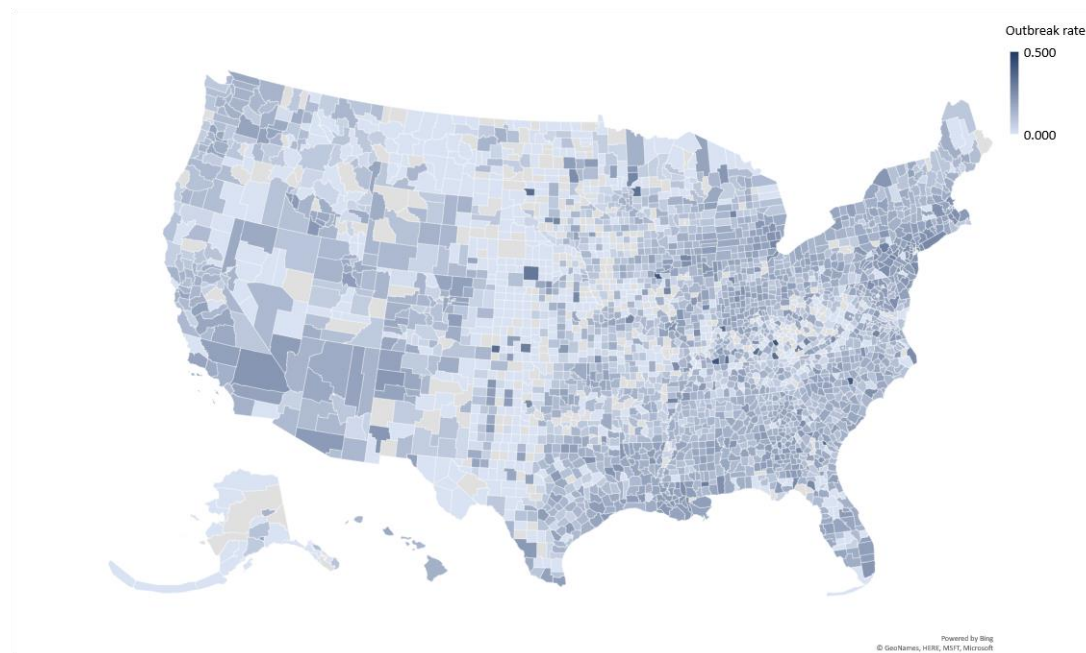 Outbreak rate
0.500
0.000
Powered by Bing
© GeoNames, HERE, MSFT, Microsoft